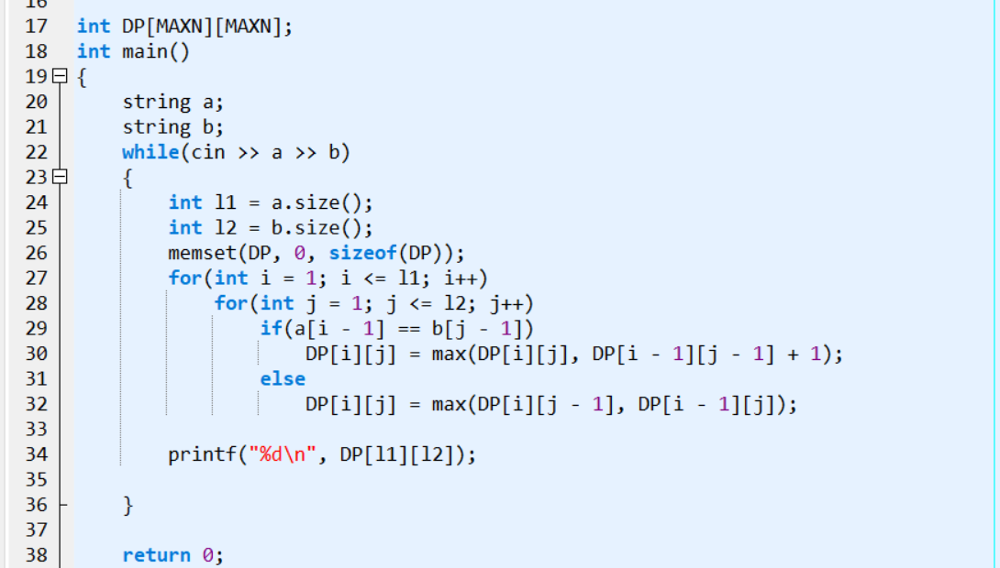 16
17 int DP[MAXN][MAXN];
18 int main()
19 {
20 string a;
21 string b;
22 while(cin >> a >> b)
23 {
24 int l1 = a.size();
25 int l2 = b.size();
26 memset(DP, 0, sizeof(DP));
27 for(int i = 1; i <= l1; i++)
28 for(int j = 1; j <= l2; j++)
29 if(a[i - 1] == b[j - 1])
30 DP[i][j] = max(DP[i][j], DP[i - 1][j - 1] + 1);
31 else
32 DP[i][j] = max(DP[i][j - 1], DP[i - 1][j]);
33
34 printf("%d\n", DP[l1][l2]);
35
36 }
37
38 return 0;